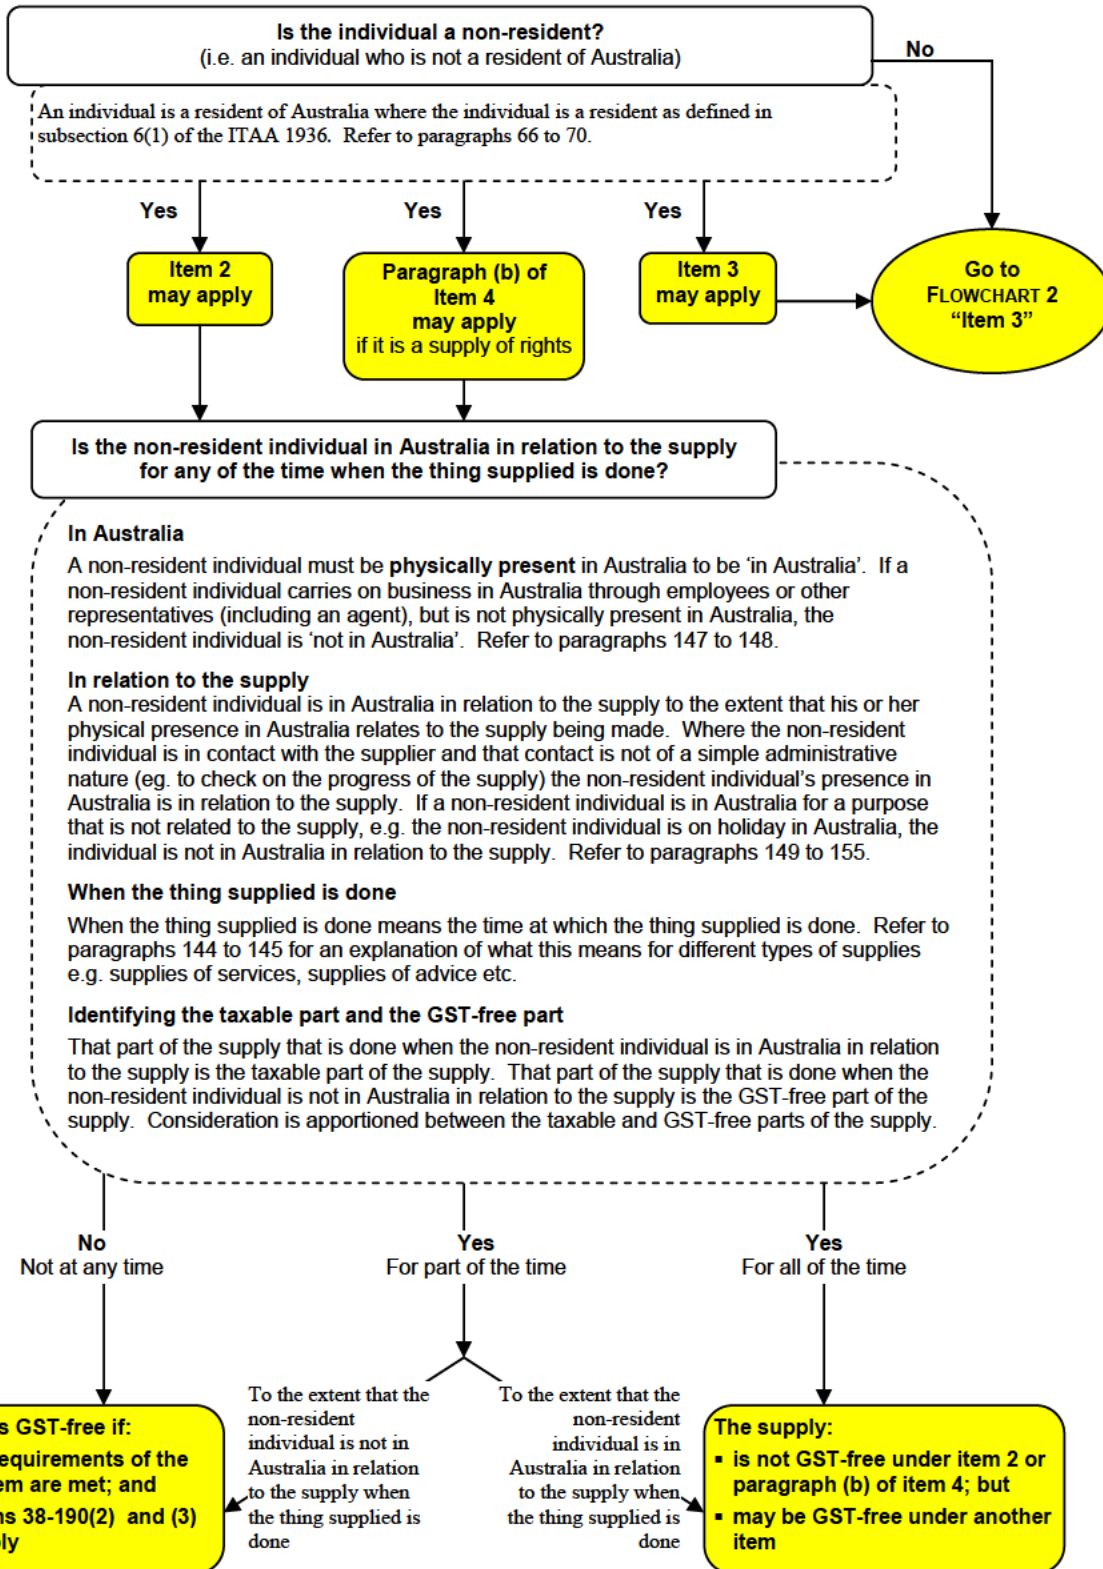 Is the individual a non-resident?
(i.e. an individual who is not a resident of Australia)
No
An individual is a resident of Australia where the individual is a resident as defined in
subsection 6(1) of the ITAA 1936.  Refer to paragraphs 66 to 70.
Yes
Yes
Yes
Item 2
may apply
Paragraph (b) of
Item 4
may apply
if it is a supply of rights
Item 3
may apply
Go to
FLOWCHART 2
“Item 3”
Is the non-resident individual in Australia in relation to the supply
for any of the time when the thing supplied is done?
In Australia
A non-resident individual must be physically present in Australia to be ‘in Australia’.  If a
non-resident individual carries on business in Australia through employees or other
representatives (including an agent), but is not physically present in Australia, the
non-resident individual is ‘not in Australia’.  Refer to paragraphs 147 to 148.
In relation to the supply
A non-resident individual is in Australia in relation to the supply to the extent that his or her
physical presence in Australia relates to the supply being made.  Where the non-resident
individual is in contact with the supplier and that contact is not of a simple administrative
nature (eg. to check on the progress of the supply) the non-resident individual’s presence in
Australia is in relation to the supply.  If a non-resident individual is in Australia for a purpose
that is not related to the supply, e.g. the non-resident individual is on holiday in Australia, the
individual is not in Australia in relation to the supply.  Refer to paragraphs 149 to 155.
When the thing supplied is done
When the thing supplied is done means the time at which the thing supplied is done.  Refer to
paragraphs 144 to 145 for an explanation of what this means for different types of supplies
e.g. supplies of services, supplies of advice etc.
Identifying the taxable part and the GST-free part
That part of the supply that is done when the non-resident individual is in Australia in relation
to the supply is the taxable part of the supply.  That part of the supply that is done when the
non-resident individual is not in Australia in relation to the supply is the GST-free part of the
supply.  Consideration is apportioned between the taxable and GST-free parts of the supply.
No
Not at any time
Yes
For part of the time
Yes
For all of the time
s GST-free if:
equirements of the
em are met; and
ns 38-190(2)  and (3)
ply
To the extent that the
non-resident
individual is not in
Australia in relation
to the supply when
the thing supplied is
done
To the extent that the
non-resident
individual is in
Australia in relation
to the supply when
the thing supplied is
done
The supply:
▪ is not GST-free under item 2 or
paragraph (b) of item 4; but
▪ may be GST-free under another
item